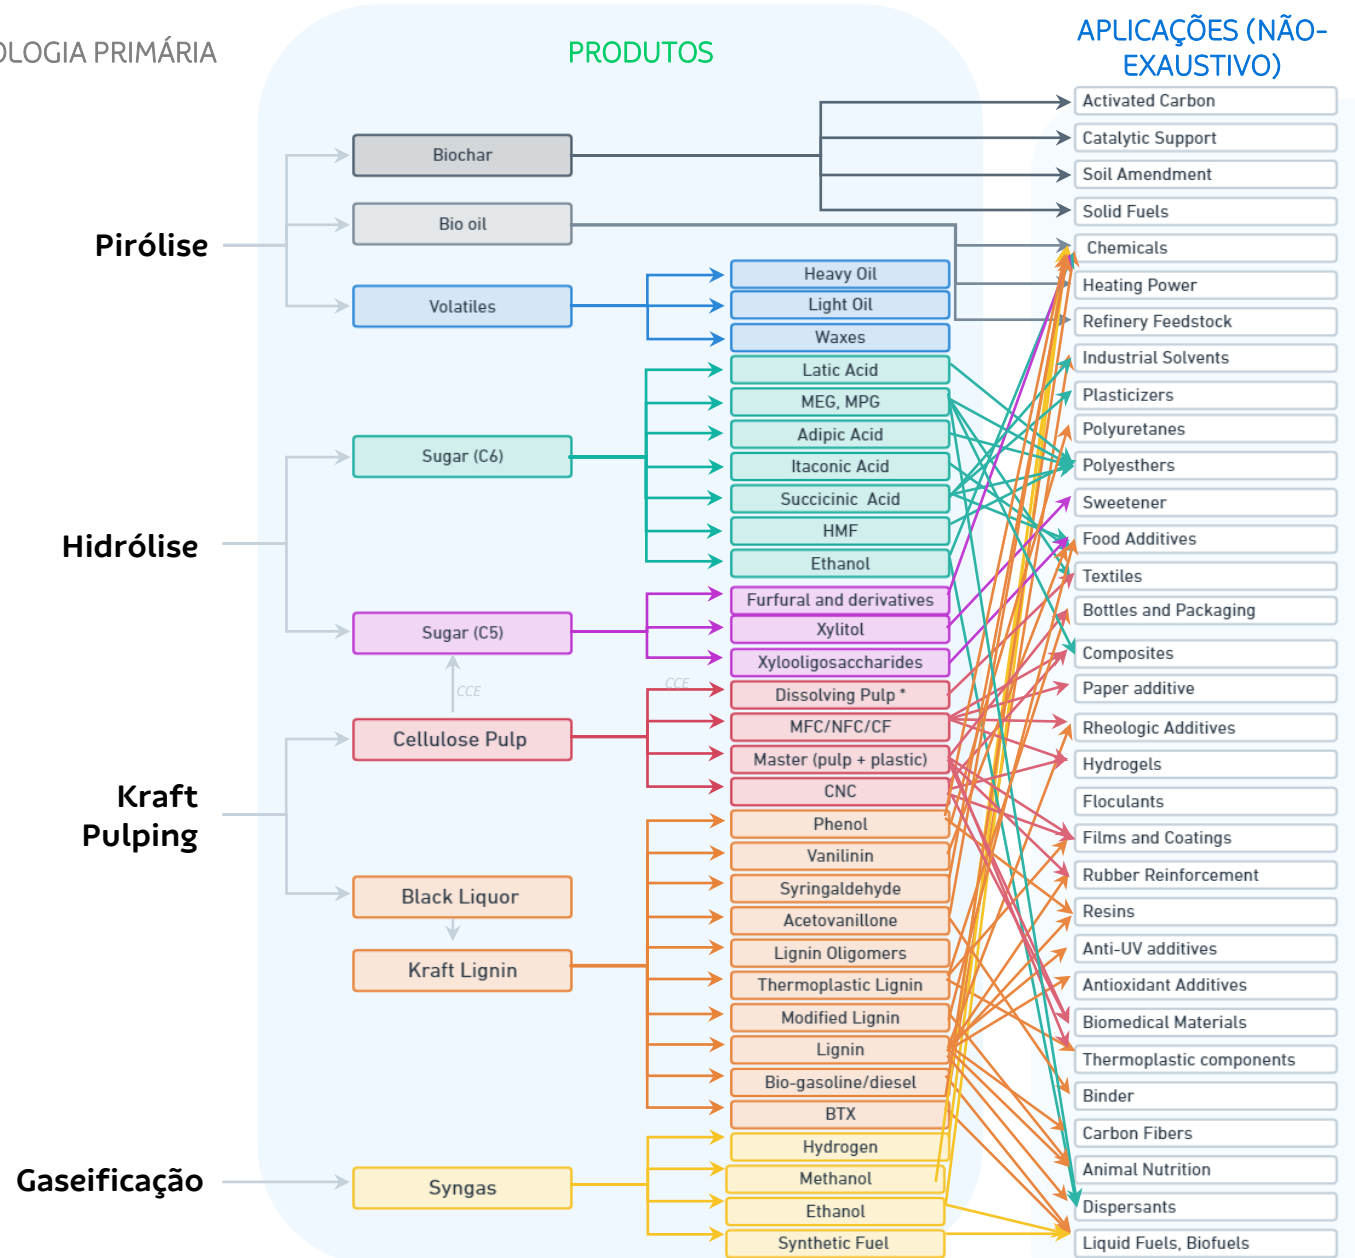 OLOGIA PRIMÁRIA
PRODUTOS
APLICAÇÕES (NÃO-
EXAUSTIVO)
Pirólise
Hidrólise
Kraft
Pulping
Gaseificação
Biochar
Bio oil
Volatiles
Sugar (C6)
Sugar (C5)
CCE
Cellulose Pulp
Black Liquor
Kraft Lignin
Syngas
Heavy Oil
Light Oil
Waxes
Latic Acid
MEG, MPG
Adipic Acid
Itaconic Acid
Succicinic Acid
HMF
Ethanol
Furfural and derivatives
Xylitol
Xylooligosaccharides
CCE
Dissolving Pulp *
MFC/NFC/CF
Master (pulp + plastic)
CNC
Phenol
Vanilinin
Syringaldehyde
Acetovanillone
Lignin Oligomers
Thermoplastic Lignin
Modified Lignin
Lignin
Bio-gasoline/diesel
BTX
Hydrogen
Methanol
Ethanol
Synthetic Fuel
Activated Carbon
Catalytic Support
Soil Amendment
Solid Fuels
Chemicals
Heating Power
Refinery Feedstock
Industrial Solvents
Plasticizers
Polyuretanes
Polyesthers
Sweetener
Food Additives
Textiles
Bottles and Packaging
Composites
Paper additive
Rheologic Additives
Hydrogels
Floculants
Films and Coatings
Rubber Reinforcement
Resins
Anti-UV additives
Antioxidant Additives
Biomedical Materials
Thermoplastic components
Binder
Carbon Fibers
Animal Nutrition
Dispersants
Liquid Fuels, Biofuels